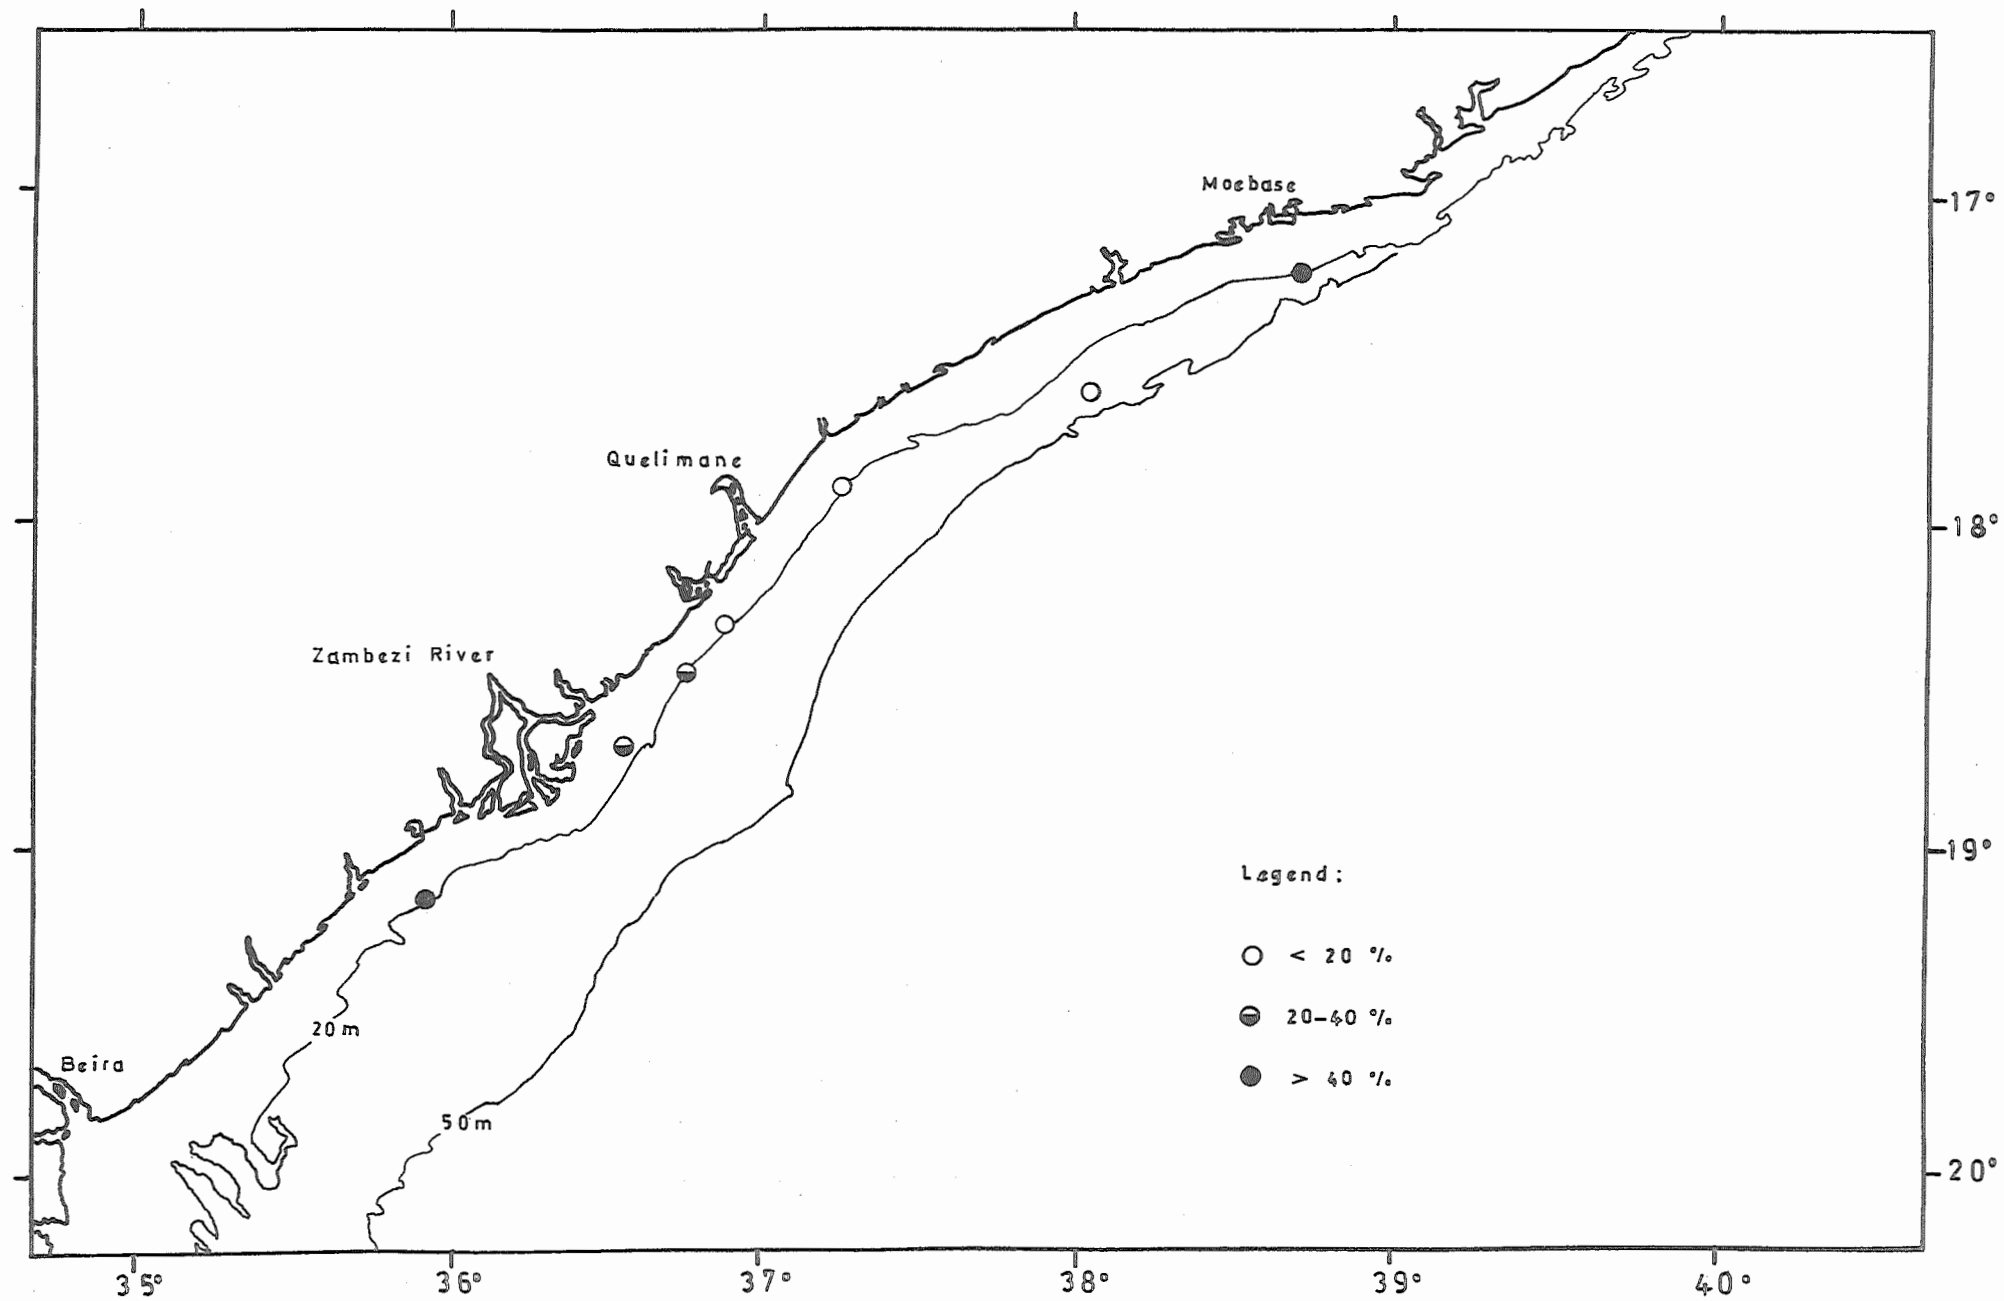 Moebase
17°
Quelimane
18°
Zambezi River
19°
Legend:
< 20 %
20-40 %
> 40 %
20m
Beira
50m
20°
35° 36° 37° 38° 39° 40°